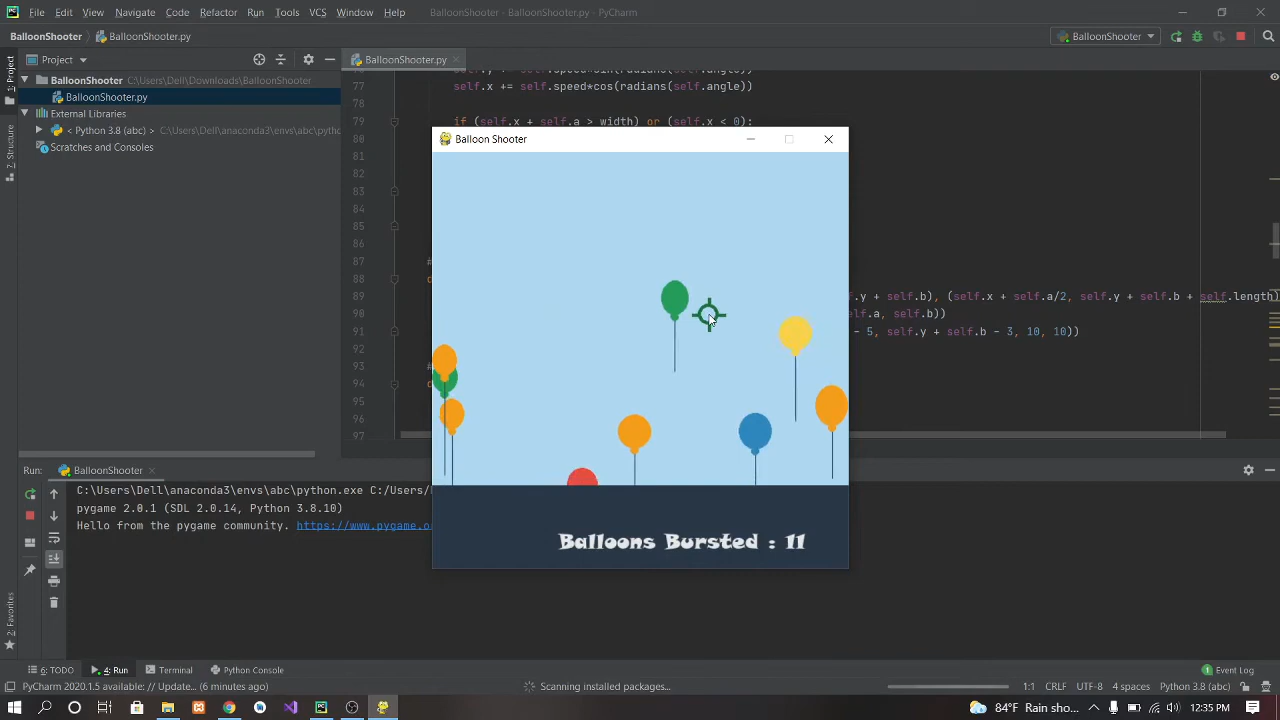 File Edit View Navigate Code Refactor Run Tools VCS Window Help BalloonShooter - BalloonShooter.py - PyCharm
BalloonShooter BalloonShooter.py BalloonShooter
1: Project
Project
BalloonShooter.py
BalloonShooter C:\Users\Dell\Downloads\BalloonShooter
BalloonShooter.py
External Libraries
< Python 3.8 (abc) > C:\Users\Dell\anaconda3\envs\abc\pytho
Scratches and Consoles
7: Structure
2: Favorites
77 self.x += self.speed*cos(radians(self.angle))
78
79 if (self.x + self.a > width) or (self.x < 0):
80
81
82
83
84
85
86
87 #
88 d
89 f.y + self.b), (self.x + self.a/2, self.y + self.b + self.length)
90 f.a, self.b))
91 - 5, self.y + self.b - 3, 10, 10))
92
93 #
94 d
95
96
97
Balloon Shooter
Balloons Bursted : 11
Run: BalloonShooter
C:\Users\Dell\anaconda3\envs\abc\python.exe C:/Users/
pygame 2.0.1 (SDL 2.0.14, Python 3.8.10)
Hello from the pygame community. https://www.pygame.o
6: TODO 4: Run Terminal Python Console 1 Event Log
PyCharm 2020.1.5 available: // Update... (6 minutes ago) Scanning installed packages... 1:1 CRLF UTF-8 4 spaces Python 3.8 (abc)
84°F Rain sho... 12:35 PM